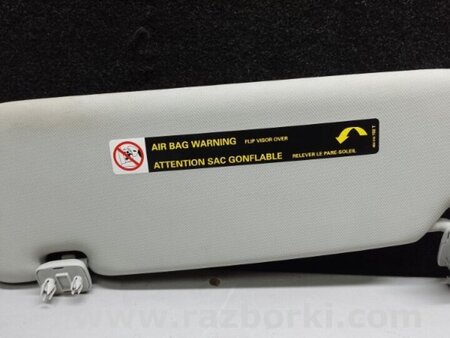 AIR BAG WARNING FLIP VISOR OVER
ATTENTION SAC GONFLABLE RELEVER LE PARE-SOLEIL
www.razborki.com